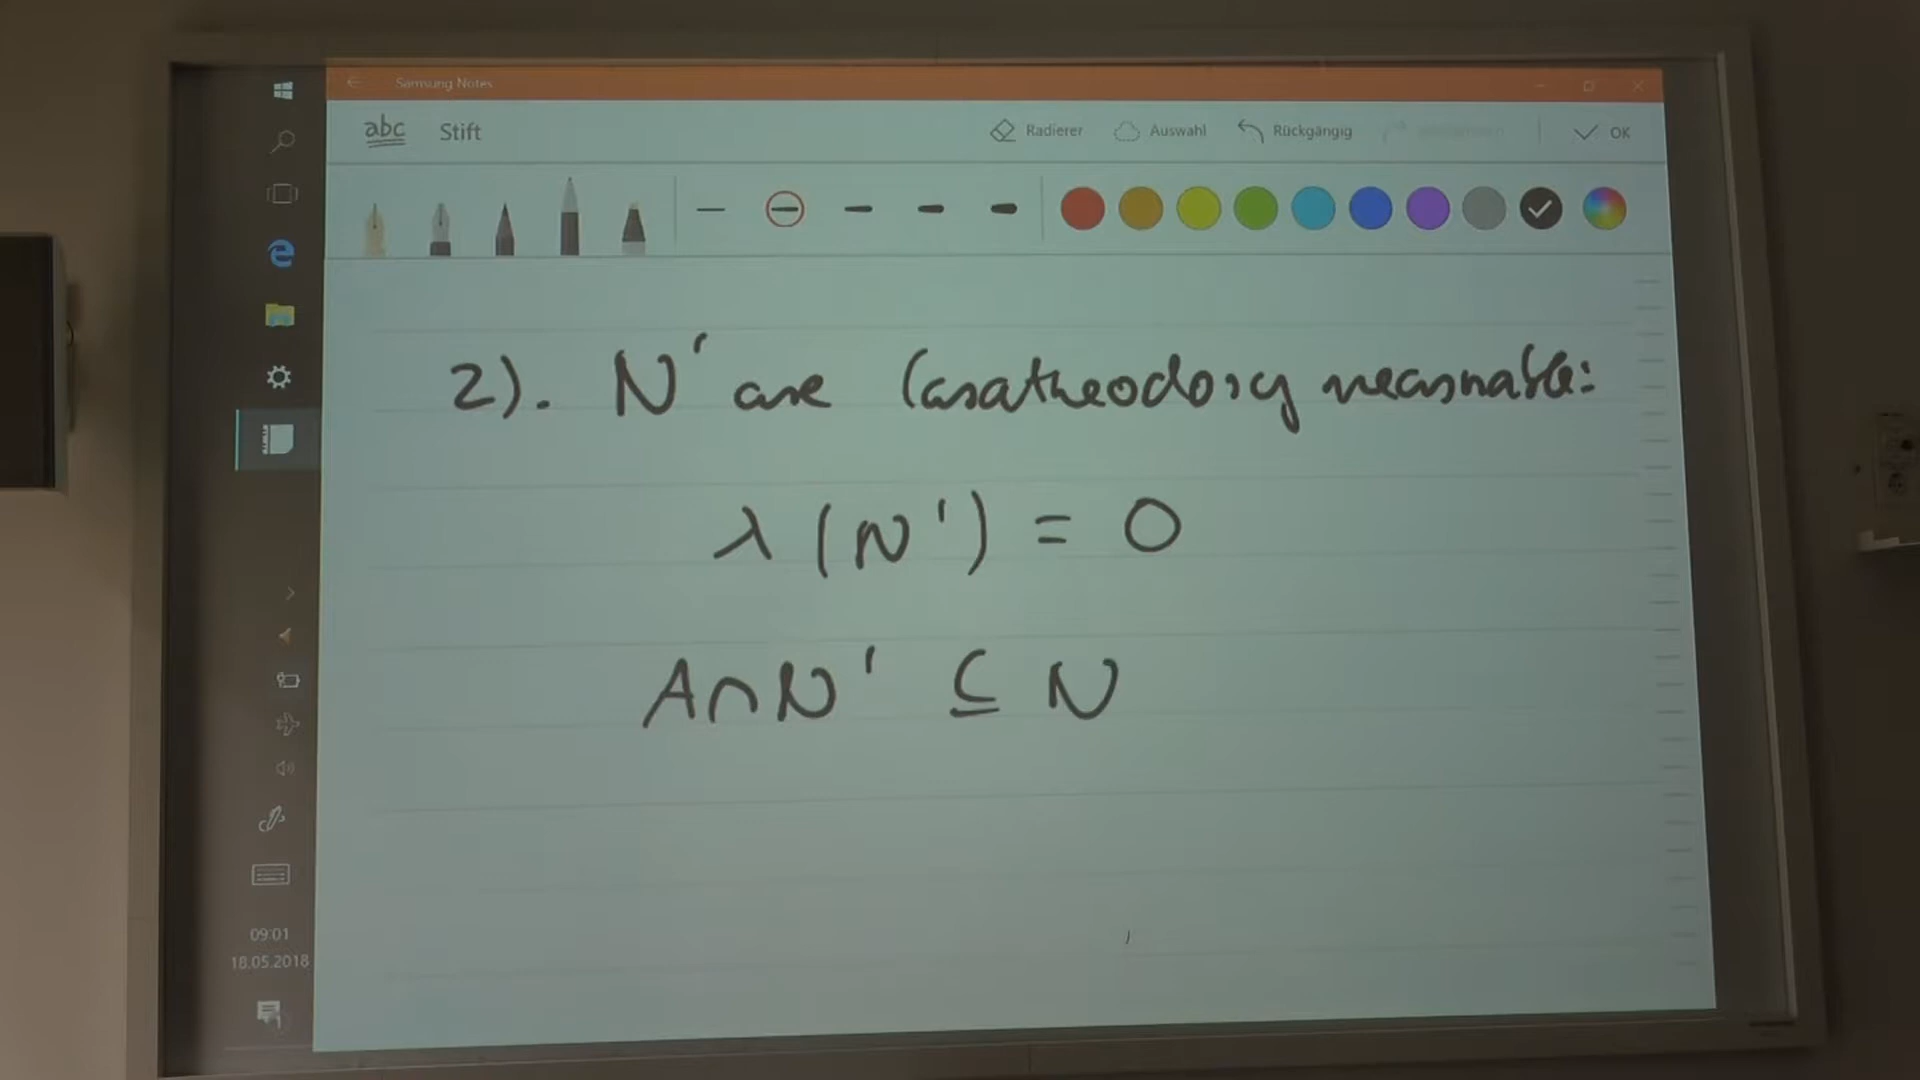 Samsung Notes
abc Stift Radierer Auswahl Rückgängig OK
2). N' are Caratheodory measurable:
λ (N') = 0
A∩N' ⊆ N
09:01
18.05.2018